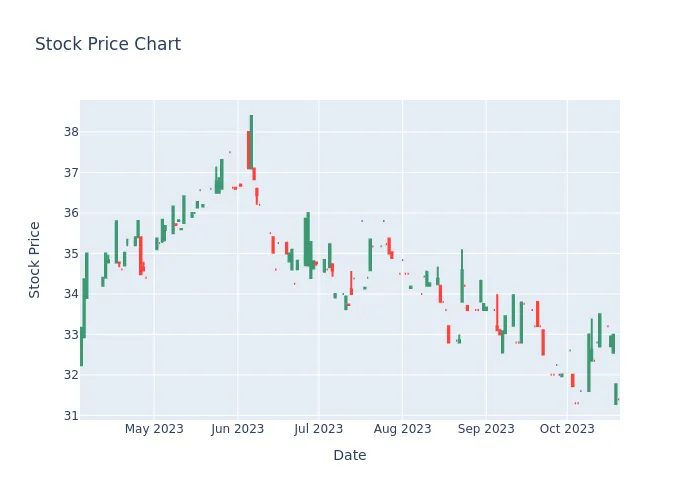 Stock Price Chart
Stock Price
38
37
36
35
34
33
32
31
May 2023
Jun 2023
Jul 2023
Aug 2023
Sep 2023
Oct 2023
Date